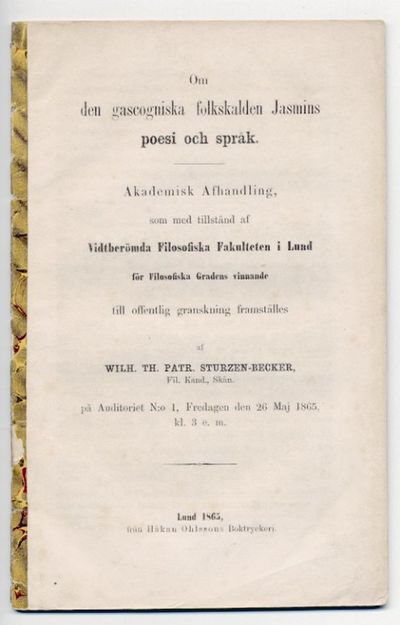 Om
den gascogniska folkskalden Jasmins
poesi och språk.
Akademisk Afhandling,
som med tillstånd af
Vidtberömda Filosofiska Fakulteten i Lund
för Filosofiska Gradens vinnande
till offentlig granskning framställes
af
WILH. TH. PATR. STURZEN-BECKER,
Fil. Kand., Skån.
på Auditoriet N:o 1, Fredagen den 26 Maj 1865,
kl. 3 e. m.
Lund 1865,
från Håkan Ohlssons Boktryckeri.